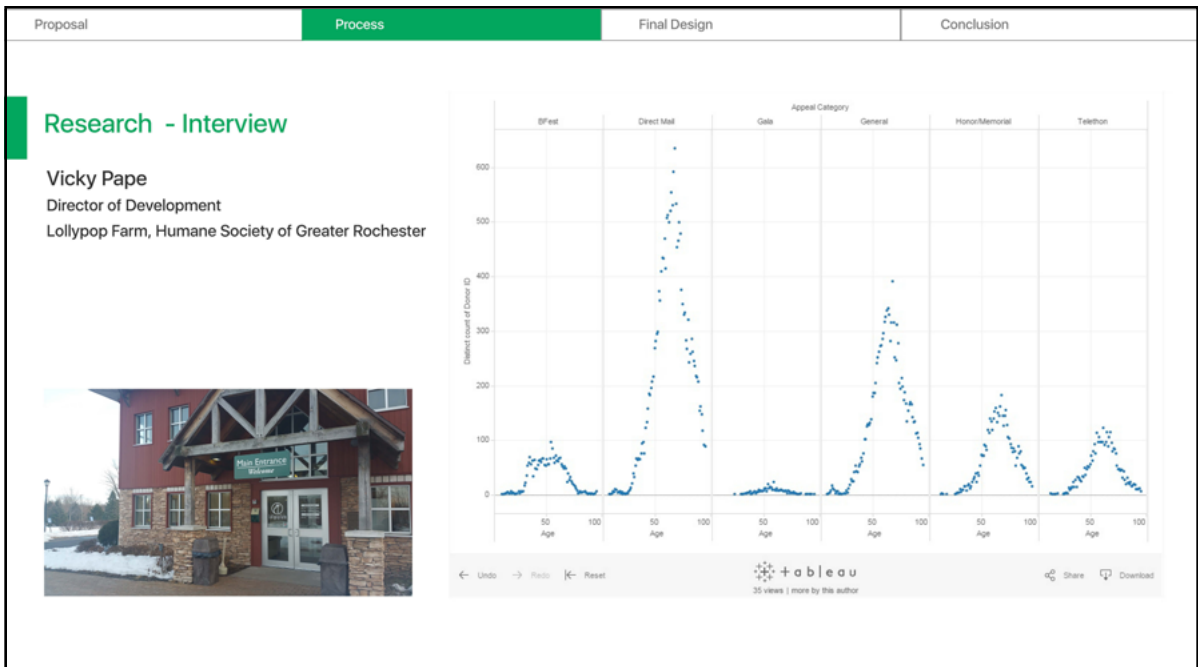 Proposal
Process
Final Design
Conclusion
Research - Interview
Vicky Pape
Director of Development
Lollypop Farm, Humane Society of Greater Rochester
Main Entrance
Welcome
Appeal Category
BFest
Direct Mail
Gala
General
Honor/Memorial
Telethon
Distinct count of Donor ID
600
500
400
300
200
100
0
50 100
Age
50 100
Age
50 100
Age
50 100
Age
50 100
Age
50 100
Age
Undo
Redo
Reset
+ableau
35 views | more by this author
Share
Download